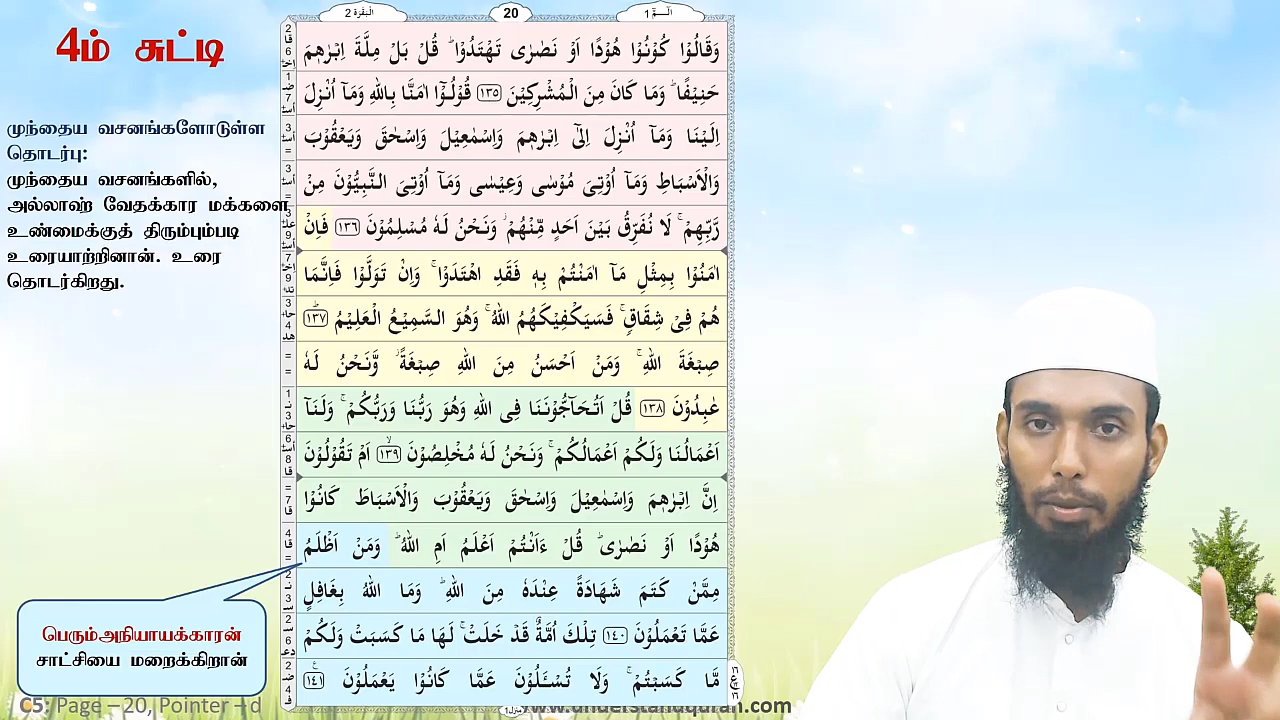 4ம் சுட்டி
முந்தைய வசனங்களோடுள்ள
தொடர்பு:
முந்தைய வசனங்களில்,
அல்லாஹ் வேதக்கார மக்களை
உண்மைக்குத் திரும்பும்படி
உரையாற்றினான். உரை
தொடர்கிறது.
பெரும்அநியாயக்காரன்
சாட்சியை மறைக்கிறான்
C5: Page – 20, Pointer – d
الٓـمّٓ 1
20
اَلْبَقَرَة 2
وَقَالُوْا كُوْنُوْا هُوْدًا اَوْ نَصٰرٰى تَهْتَدُوْا ؕ قُلْ بَلْ مِلَّةَ اِبْرٰهٖمَ
حَنِيْفًا ؕ وَمَا كَانَ مِنَ الْمُشْرِكِيْنَ ﴿۱۳۵﴾ قُوْلُوْٓا اٰمَنَّا بِاللّٰهِ وَمَآ اُنْزِلَ
اِلَيْنَا وَمَآ اُنْزِلَ اِلٰٓى اِبْرٰهٖمَ وَاِسْمٰعِيْلَ وَاِسْحٰقَ وَيَعْقُوْبَ
وَالْاَسْبَاطِ وَمَآ اُوْتِىَ مُوْسٰى وَعِيْسٰى وَمَآ اُوْتِىَ النَّبِيُّوْنَ مِنْ
رَّبِّهِمْ ۚ لَا نُفَرِّقُ بَيْنَ اَحَدٍ مِّنْهُمْ ۫ وَنَحْنُ لَهٗ مُسْلِمُوْنَ ﴿۱۳۶﴾ فَاِنْ
اٰمَنُوْا بِمِثْلِ مَآ اٰمَنْتُمْ بِهٖ فَقَدِ اهْتَدَوْا ۚ وَاِنْ تَوَلَّوْا فَاِنَّمَا
هُمْ فِىْ شِقَاقٍ ۚ فَسَيَكْفِيْكَهُمُ اللّٰهُ ۚ وَهُوَ السَّمِيْعُ الْعَلِيْمُ ﴿۱۳۷﴾
صِبْغَةَ اللّٰهِ ۚ وَمَنْ اَحْسَنُ مِنَ اللّٰهِ صِبْغَةً ۫ وَّنَحْنُ لَهٗ
عٰبِدُوْنَ ﴿۱۳۸﴾ قُلْ اَتُحَآجُّوْنَنَا فِى اللّٰهِ وَهُوَ رَبُّنَا وَرَبُّكُمْ ۚ وَلَنَآ
اَعْمَالُنَا وَلَكُمْ اَعْمَالُكُمْ ۚ وَنَحْنُ لَهٗ مُخْلِصُوْنَ ﴿۱۳۹﴾ اَمْ تَقُوْلُوْنَ
اِنَّ اِبْرٰهٖمَ وَاِسْمٰعِيْلَ وَاِسْحٰقَ وَيَعْقُوْبَ وَالْاَسْبَاطَ كَانُوْا
هُوْدًا اَوْ نَصٰرٰى ؕ قُلْ ءَاَنْتُمْ اَعْلَمُ اَمِ اللّٰهُ ؕ وَمَنْ اَظْلَمُ
مِمَّنْ كَتَمَ شَهَادَةً عِنْدَهٗ مِنَ اللّٰهِ ؕ وَمَا اللّٰهُ بِغَافِلٍ
عَمَّا تَعْمَلُوْنَ ﴿۱۴۰﴾ تِلْكَ اُمَّةٌ قَدْ خَلَتْ ۚ لَهَا مَا كَسَبَتْ وَلَكُمْ
مَّا كَسَبْتُمْ ۚ وَلَا تُسْـَٔلُوْنَ عَمَّا كَانُوْا يَعْمَلُوْنَ ﴿۱۴۱﴾
www.understandquran.com